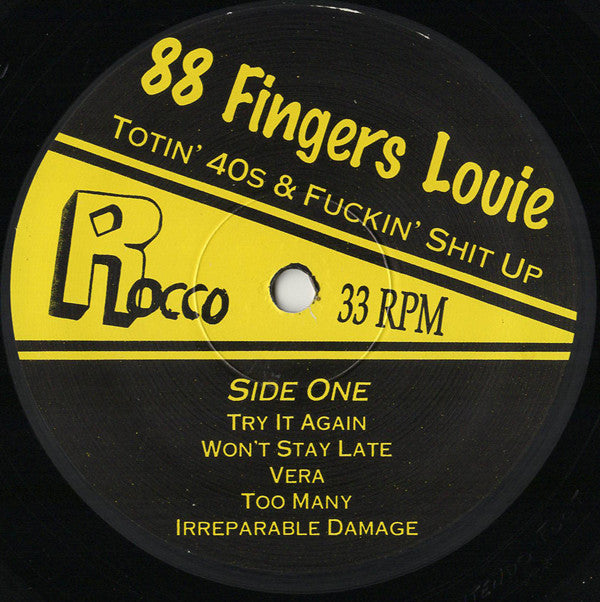 88 Fingers Louie
Totin' 40s & Fuckin' Shit Up
Rocco
33 RPM
Side One
Try It Again
Won't Stay Late
Vera
Too Many
Irreparable Damage